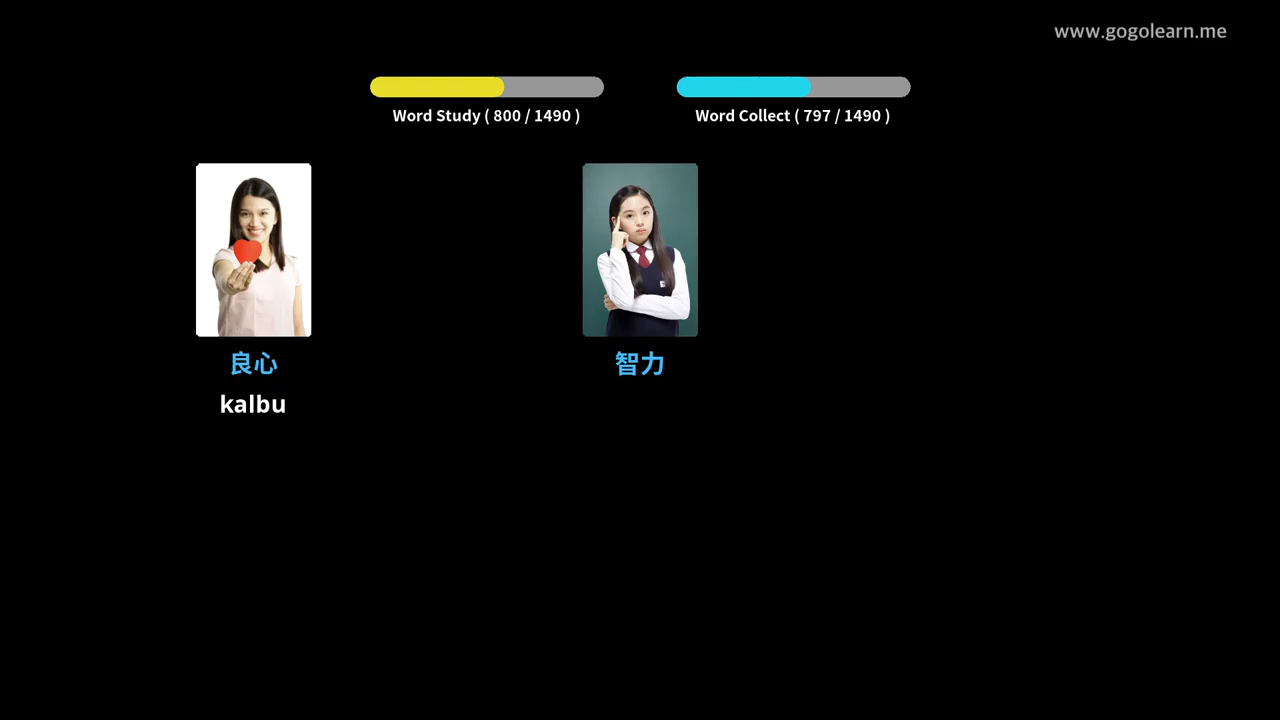 www.gogolearn.me
Word Study ( 800 / 1490 )
Word Collect ( 797 / 1490 )
良心
智力
kalbu